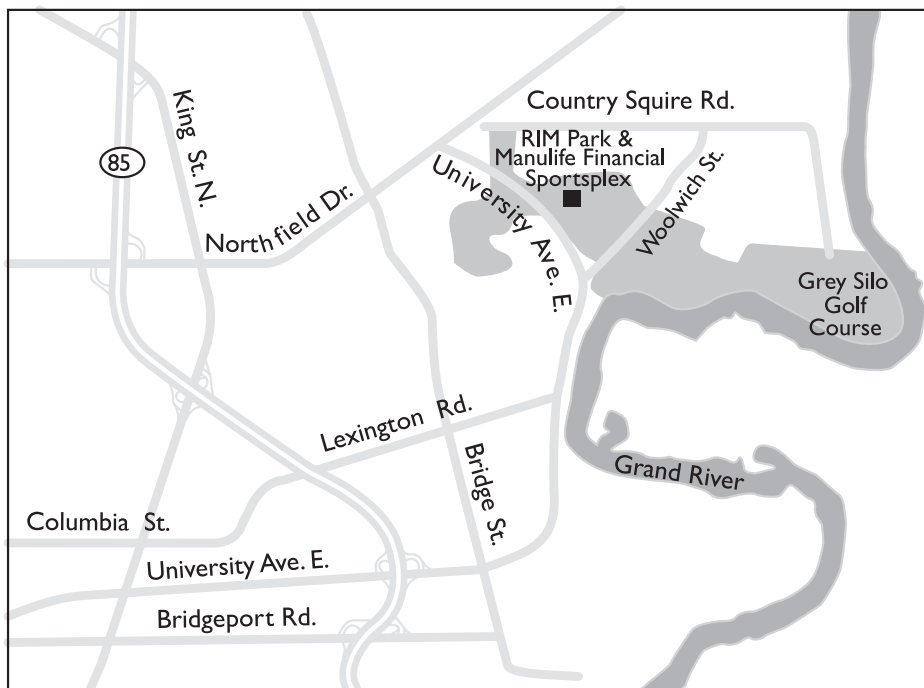 Country Squire Rd.
RIM Park &
Manulife Financial
Sportsplex
King St. N.
85
Woolwich St.
University Ave. E.
Northfield Dr.
Grey Silo
Golf
Course
Lexington Rd.
Grand River
Bridge St.
Columbia St.
University Ave. E.
Bridgeport Rd.